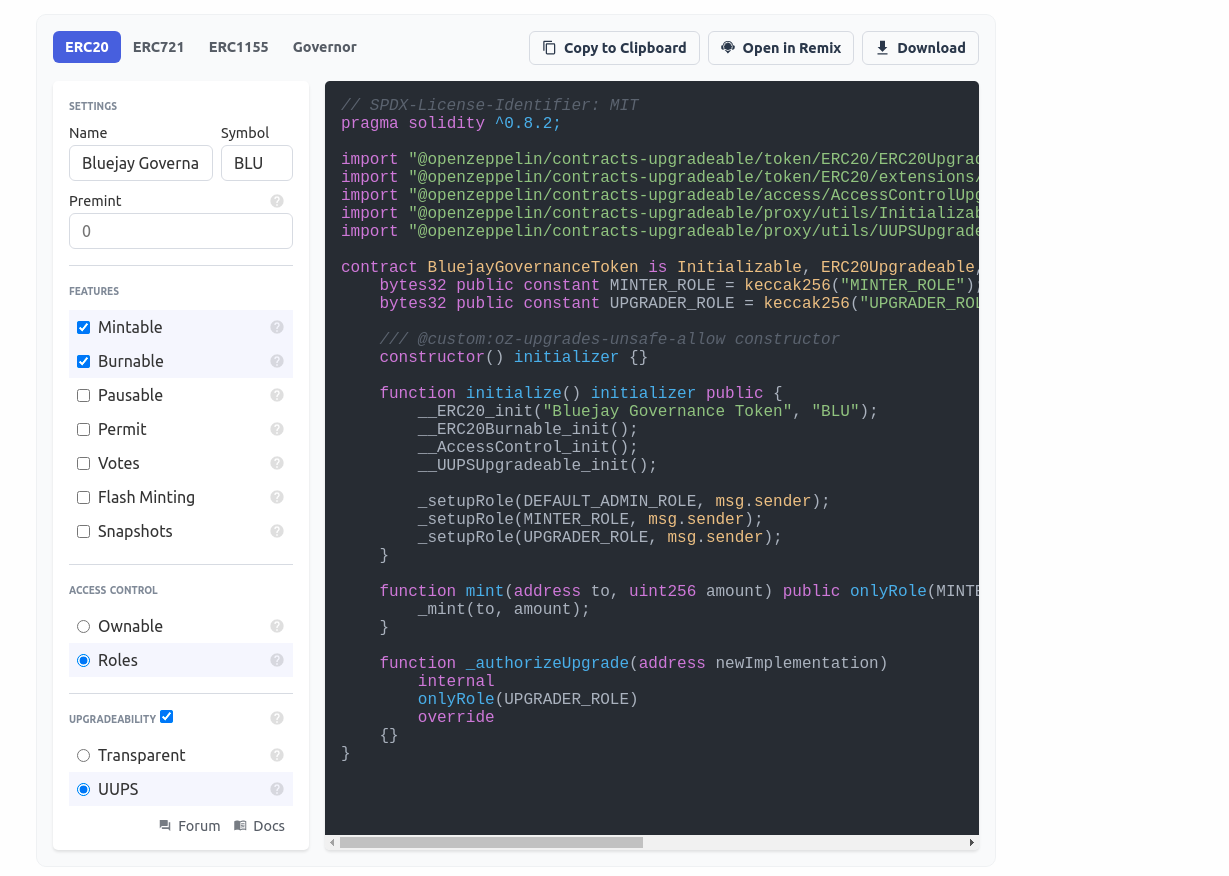 ERC20 ERC721 ERC1155 Governor Copy to Clipboard Open in Remix Download
SETTINGS
Name Symbol
Bluejay Governa BLU
Premint ?
0
FEATURES
Mintable ?
Burnable ?
Pausable ?
Permit ?
Votes ?
Flash Minting ?
Snapshots ?
ACCESS CONTROL
Ownable ?
Roles ?
UPGRADEABILITY ?
Transparent ?
UUPS ?
Forum Docs
// SPDX-License-Identifier: MIT
pragma solidity ^0.8.2;
import "@openzeppelin/contracts-upgradeable/token/ERC20/ERC20Upgrad
import "@openzeppelin/contracts-upgradeable/token/ERC20/extensions/
import "@openzeppelin/contracts-upgradeable/access/AccessControlUpg
import "@openzeppelin/contracts-upgradeable/proxy/utils/Initializab
import "@openzeppelin/contracts-upgradeable/proxy/utils/UUPSUpgrade
contract BluejayGovernanceToken is Initializable, ERC20Upgradeable,
bytes32 public constant MINTER_ROLE = keccak256("MINTER_ROLE");
bytes32 public constant UPGRADER_ROLE = keccak256("UPGRADER_ROL
/// @custom:oz-upgrades-unsafe-allow constructor
constructor() initializer {}
function initialize() initializer public {
__ERC20_init("Bluejay Governance Token", "BLU");
__ERC20Burnable_init();
__AccessControl_init();
__UUPSUpgradeable_init();
_setupRole(DEFAULT_ADMIN_ROLE, msg.sender);
_setupRole(MINTER_ROLE, msg.sender);
_setupRole(UPGRADER_ROLE, msg.sender);
}
function mint(address to, uint256 amount) public onlyRole(MINTE
_mint(to, amount);
}
function _authorizeUpgrade(address newImplementation)
internal
onlyRole(UPGRADER_ROLE)
override
{}
}